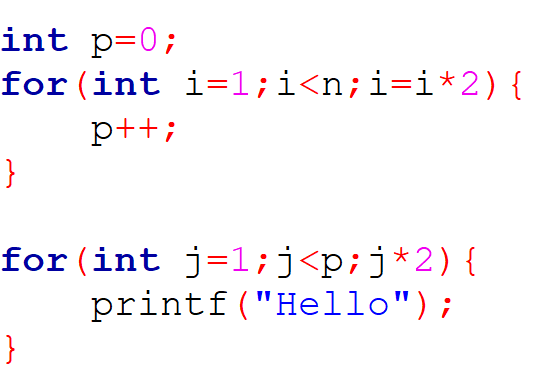 int p=0;
for(int i=1;i<n;i=i*2){
    p++;
}

for(int j=1;j<p;j*2){
    printf("Hello");
}